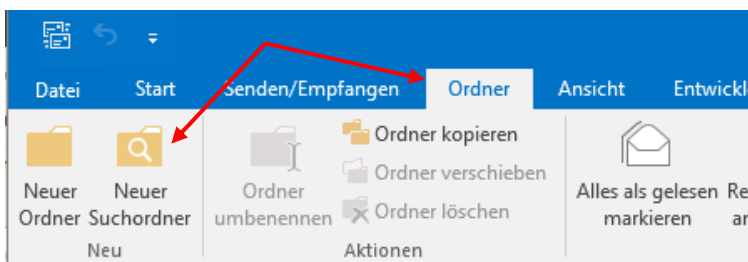 Datei Start Senden/Empfangen Ordner Ansicht
Neuer Ordner
Neuer Suchordner
Neu
Ordner umbenennen
Ordner kopieren
Ordner verschieben
Ordner löschen
Aktionen
Alles als gelesen markieren